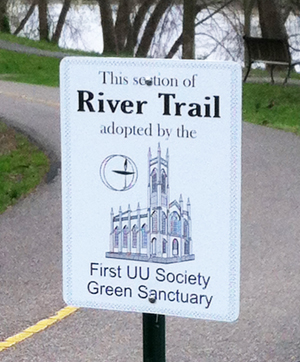 This section of
River Trail
adopted by the
First UU Society
Green Sanctuary